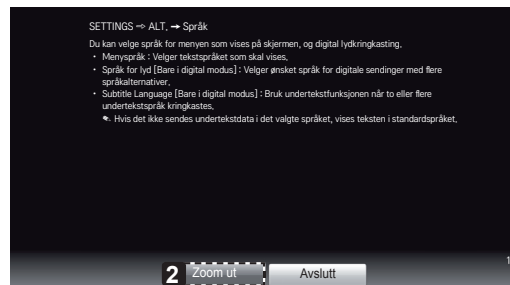 SETTINGS ⇨ ALT, ➙ Språk
Du kan velge språk for menyen som vises på skjermen, og digital lydkringkasting,
• Menyspråk : Velger tekstspråket som skal vises,
• Språk for lyd [Bare i digital modus] : Velger ønsket språk for digitale sendinger med flere
språkalternativer,
• Subtitle Language [Bare i digital modus] : Bruk undertekstfunksjonen når to eller flere
undertekstspråk kringkastes,
✎ Hvis det ikke sendes undertekstdata i det valgte språket, vises teksten i standardspråket,
1
2 Zoom ut Avslutt